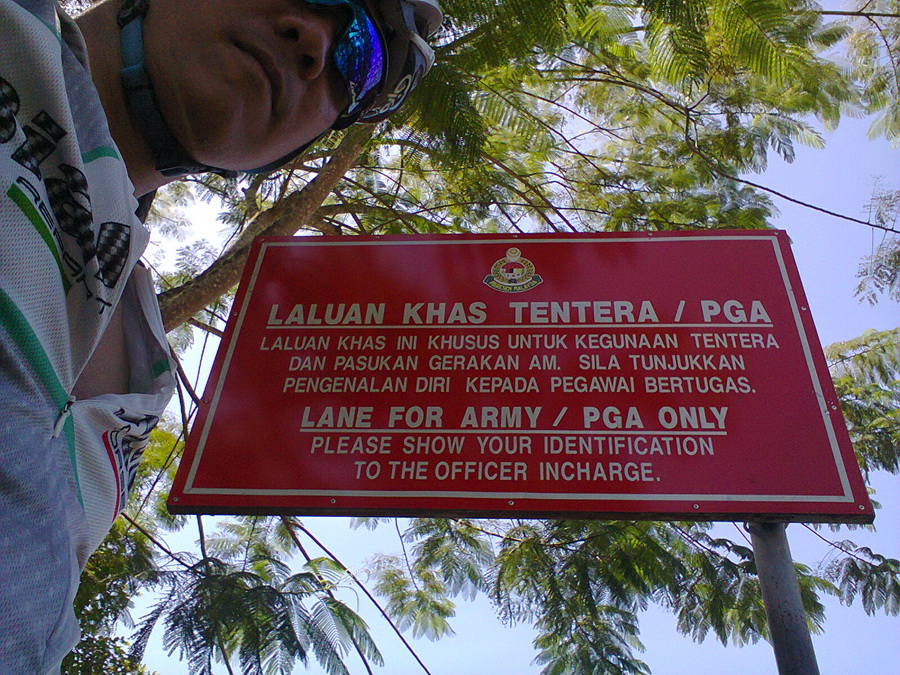 LALUAN KHAS TENTERA / PGA
LALUAN KHAS INI KHUSUS UNTUK KEGUNAAN TENTERA
DAN PASUKAN GERAKAN AM. SILA TUNJUKKAN
PENGENALAN DIRI KEPADA PEGAWAI BERTUGAS.
LANE FOR ARMY / PGA ONLY
PLEASE SHOW YOUR IDENTIFICATION
TO THE OFFICER INCHARGE.